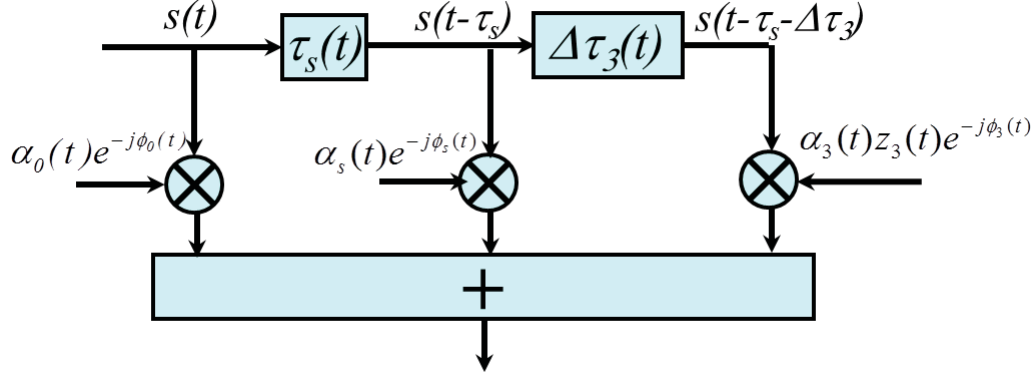 s(t)
τₛ(t)
s(t-τₛ)
Δτ₃(t)
s(t-τₛ-Δτ₃)
α₀(t)e^{-jϕ₀(t)}
αₛ(t)e^{-jϕₛ(t)}
α₃(t)z₃(t)e^{-jϕ₃(t)}
+